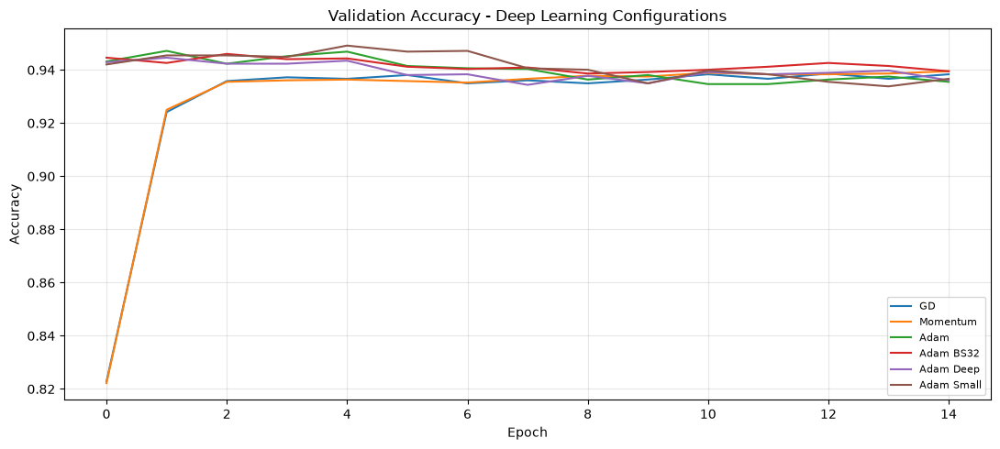 Validation Accuracy - Deep Learning Configurations
Accuracy
0.94
0.92
0.90
0.88
0.86
0.84
0.82
GD
Momentum
Adam
Adam BS32
Adam Deep
Adam Small
0 2 4 6 8 10 12 14
Epoch